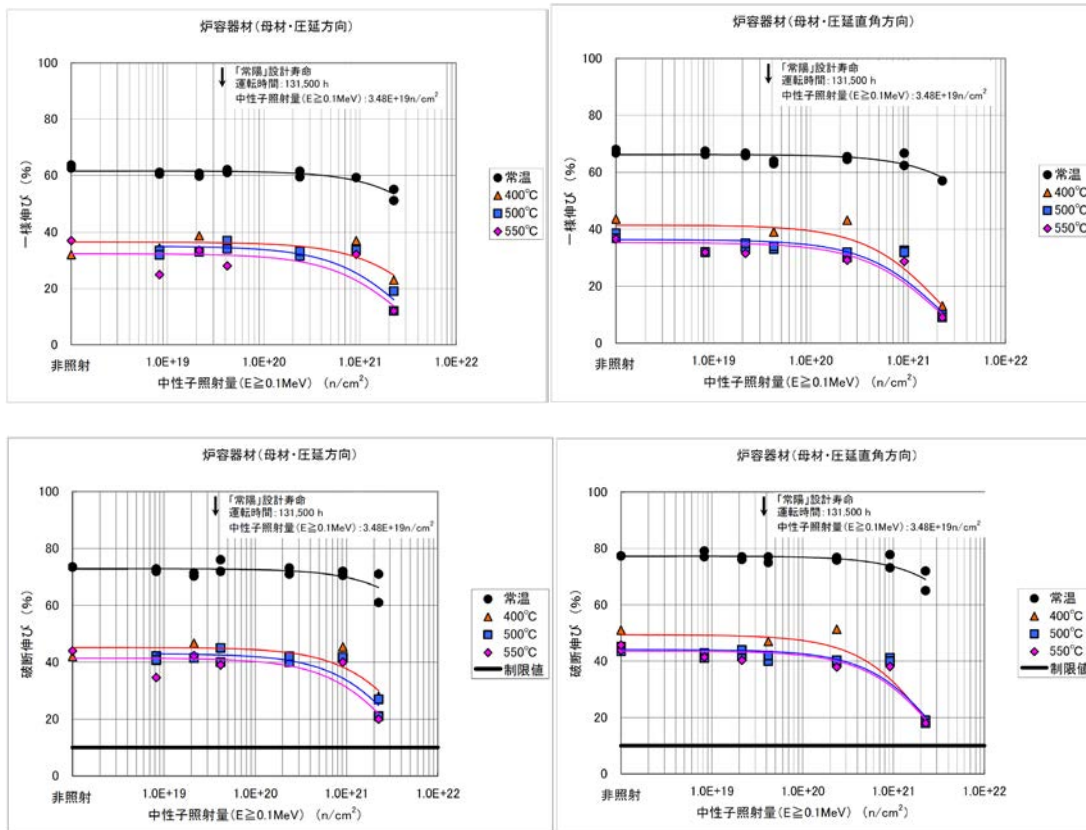 炉容器材(母材・圧延方向)
「常陽」設計寿命
運転時間：131,500 h
中性子照射量(E≧0.1MeV)：3.48E+19n/cm²
一様伸び (%)
100
80
60
40
20
0
非照射
1.0E+19
1.0E+20
1.0E+21
1.0E+22
中性子照射量(E≧0.1MeV) (n/cm²)
常温
400℃
500℃
550℃
炉容器材(母材・圧延直角方向)
「常陽」設計寿命
運転時間：131,500 h
中性子照射量(E≧0.1MeV)：3.48E+19n/cm²
一様伸び (%)
100
80
60
40
20
0
非照射
1.0E+19
1.0E+20
1.0E+21
1.0E+22
中性子照射量(E≧0.1MeV) (n/cm²)
常温
400℃
500℃
550℃
炉容器材(母材・圧延方向)
「常陽」設計寿命
運転時間：131,500 h
中性子照射量(E≧0.1MeV)：3.48E+19n/cm²
破断伸び (%)
100
80
60
40
20
0
非照射
1.0E+19
1.0E+20
1.0E+21
1.0E+22
中性子照射量(E≧0.1MeV) (n/cm²)
常温
400℃
500℃
550℃
制限値
炉容器材(母材・圧延直角方向)
「常陽」設計寿命
運転時間：131,500 h
中性子照射量(E≧0.1MeV)：3.48E+19n/cm²
破断伸び (%)
100
80
60
40
20
0
非照射
1.0E+19
1.0E+20
1.0E+21
1.0E+22
中性子照射量(E≧0.1MeV) (n/cm²)
常温
400℃
500℃
550℃
制限値